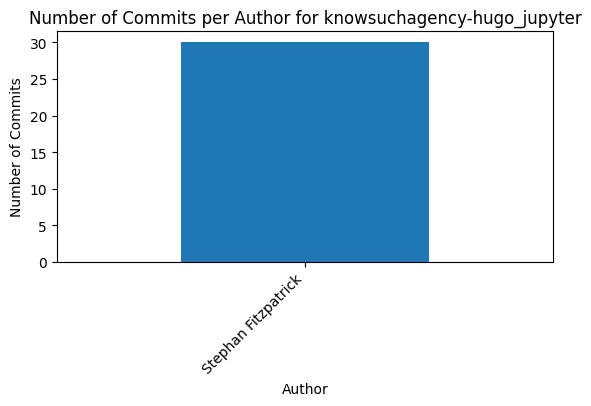 Number of Commits per Author for knowsuchagency-hugo_jupyter
Number of Commits
30
25
20
15
10
5
0
Stephan Fitzpatrick
Author